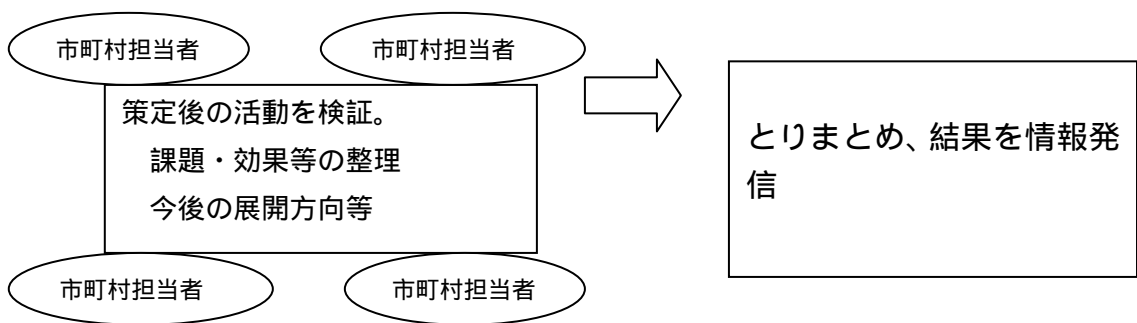 市町村担当者
市町村担当者
策定後の活動を検証。
課題・効果等の整理
今後の展開方向等
市町村担当者
市町村担当者
とりまとめ、結果を情報発
信